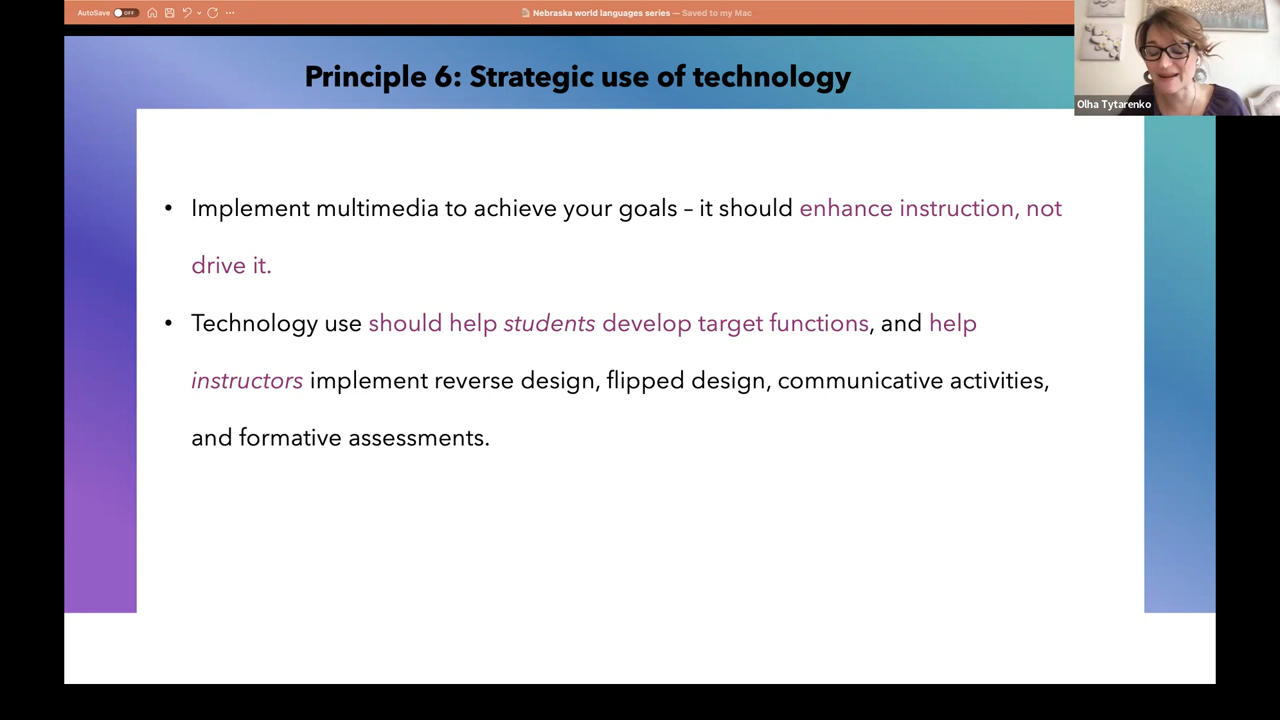 AutoSave OFF
Nebraska world languages series — Saved to my Mac
Olha Tytarenko
Principle 6: Strategic use of technology
• Implement multimedia to achieve your goals – it should enhance instruction, not
drive it.
• Technology use should help students develop target functions, and help
instructors implement reverse design, flipped design, communicative activities,
and formative assessments.